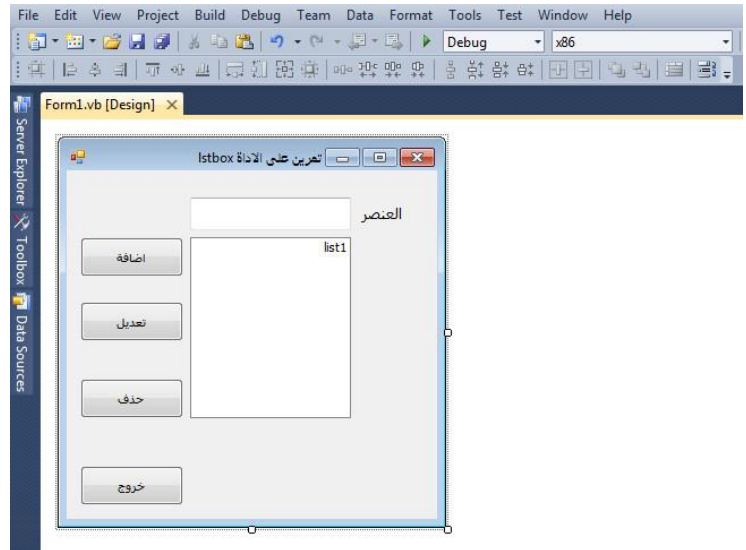 File Edit View Project Build Debug Team Data Format Tools Test Window Help
Debug x86
Form1.vb [Design]
Server Explorer
Toolbox
Data Sources
تمرين على الاداة lstbox
العنصر
list1
اضافة
تعديل
حذف
خروج